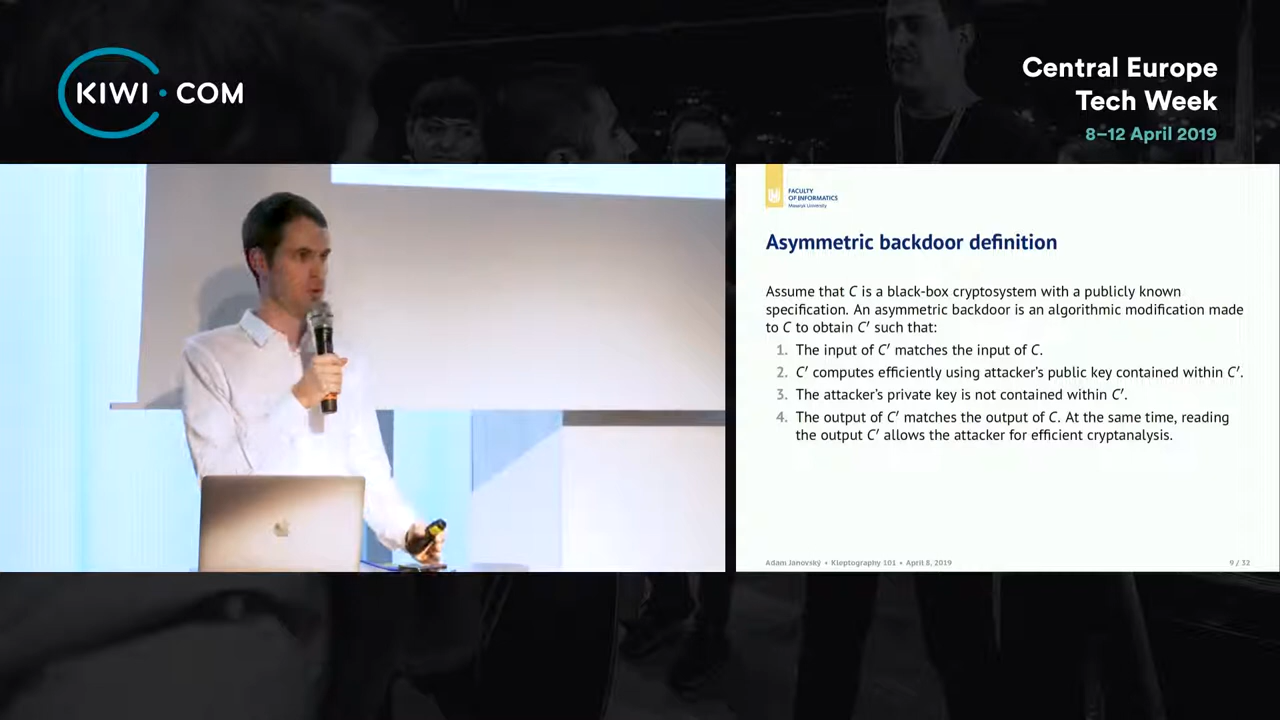 KIWI.COM
Central Europe
Tech Week
8–12 April 2019
FACULTY
OF INFORMATICS
Masaryk University
Asymmetric backdoor definition
Assume that C is a black-box cryptosystem with a publicly known
specification. An asymmetric backdoor is an algorithmic modification made
to C to obtain C′ such that:
1. The input of C′ matches the input of C.
2. C′ computes efficiently using attacker's public key contained within C′.
3. The attacker's private key is not contained within C′.
4. The output of C′ matches the output of C. At the same time, reading
the output C′ allows the attacker for efficient cryptanalysis.
Adam Janovský • Kleptography 101 • April 8, 2019
9 / 32